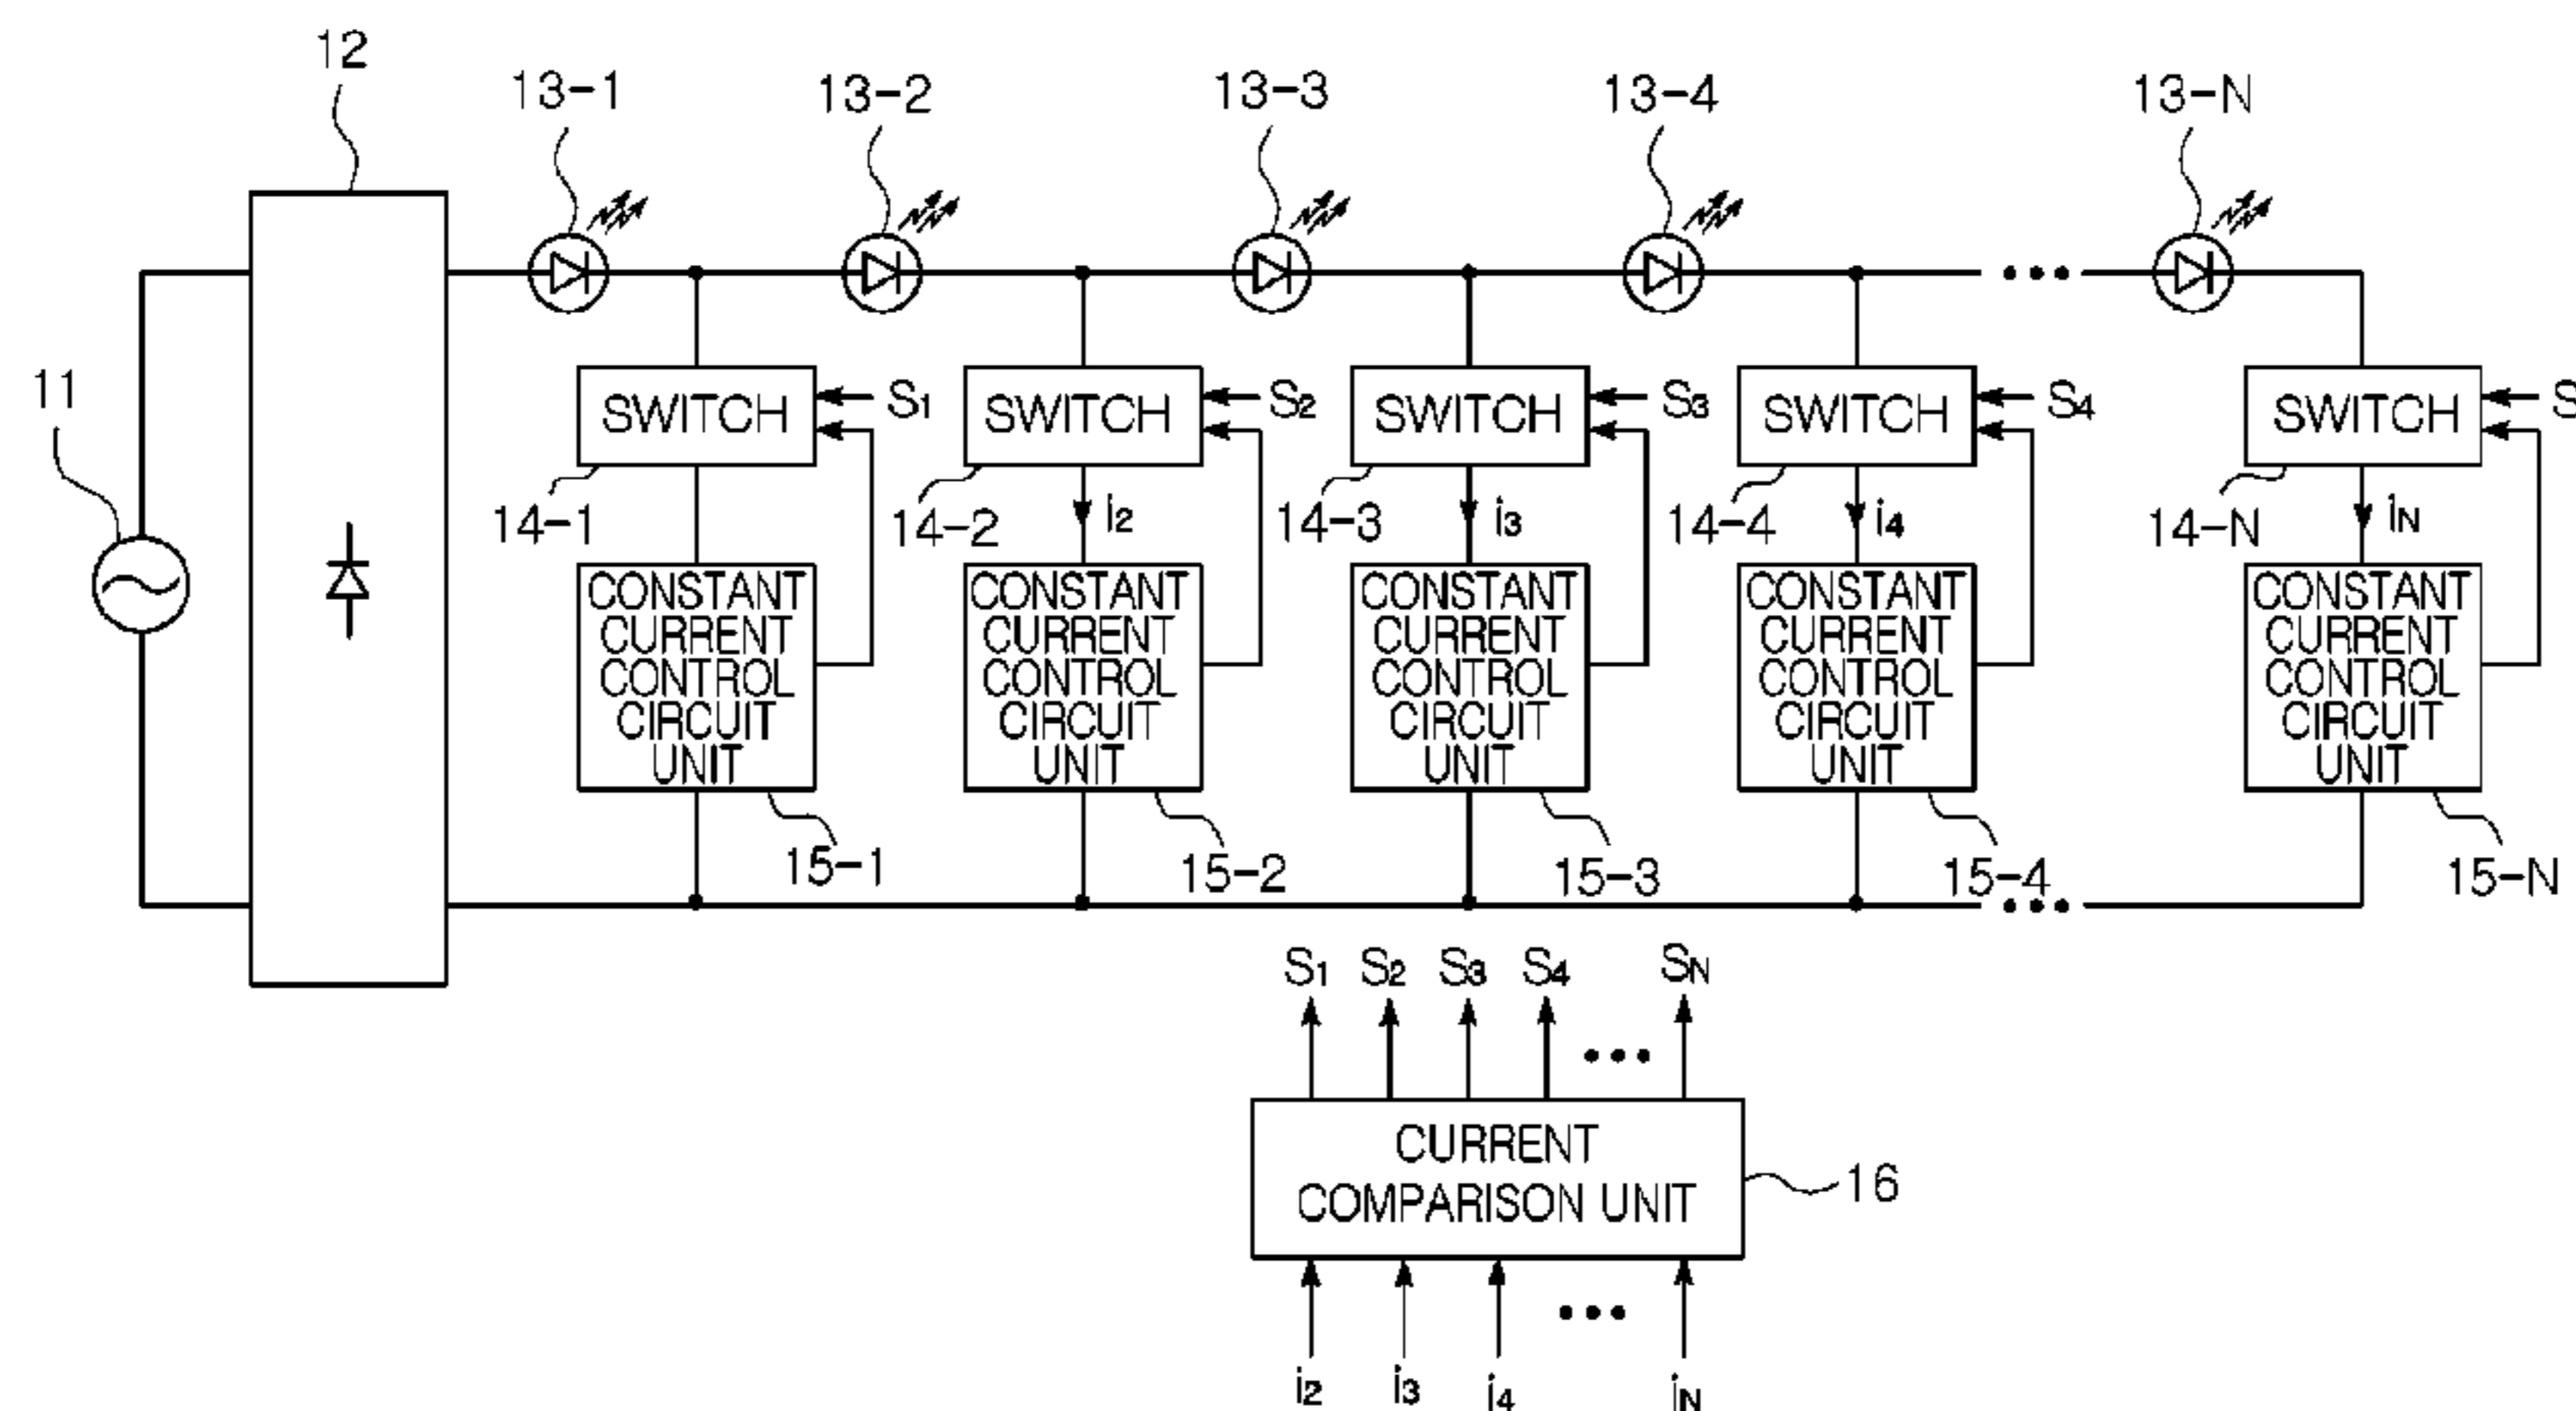 12
13-1
13-2
13-3
13-4
13-N
11
SWITCH
S1
SWITCH
S2
SWITCH
S3
SWITCH
S4
SWITCH
S
14-1
14-2
i2
14-3
i3
14-4
i4
14-N
iN
CONSTANT
CURRENT
CONTROL
CIRCUIT
UNIT
CONSTANT
CURRENT
CONTROL
CIRCUIT
UNIT
CONSTANT
CURRENT
CONTROL
CIRCUIT
UNIT
CONSTANT
CURRENT
CONTROL
CIRCUIT
UNIT
CONSTANT
CURRENT
CONTROL
CIRCUIT
UNIT
15-1
15-2
15-3
15-4
15-N
S1 S2 S3 S4 SN
CURRENT
COMPARISON UNIT
16
i2 i3 i4 iN